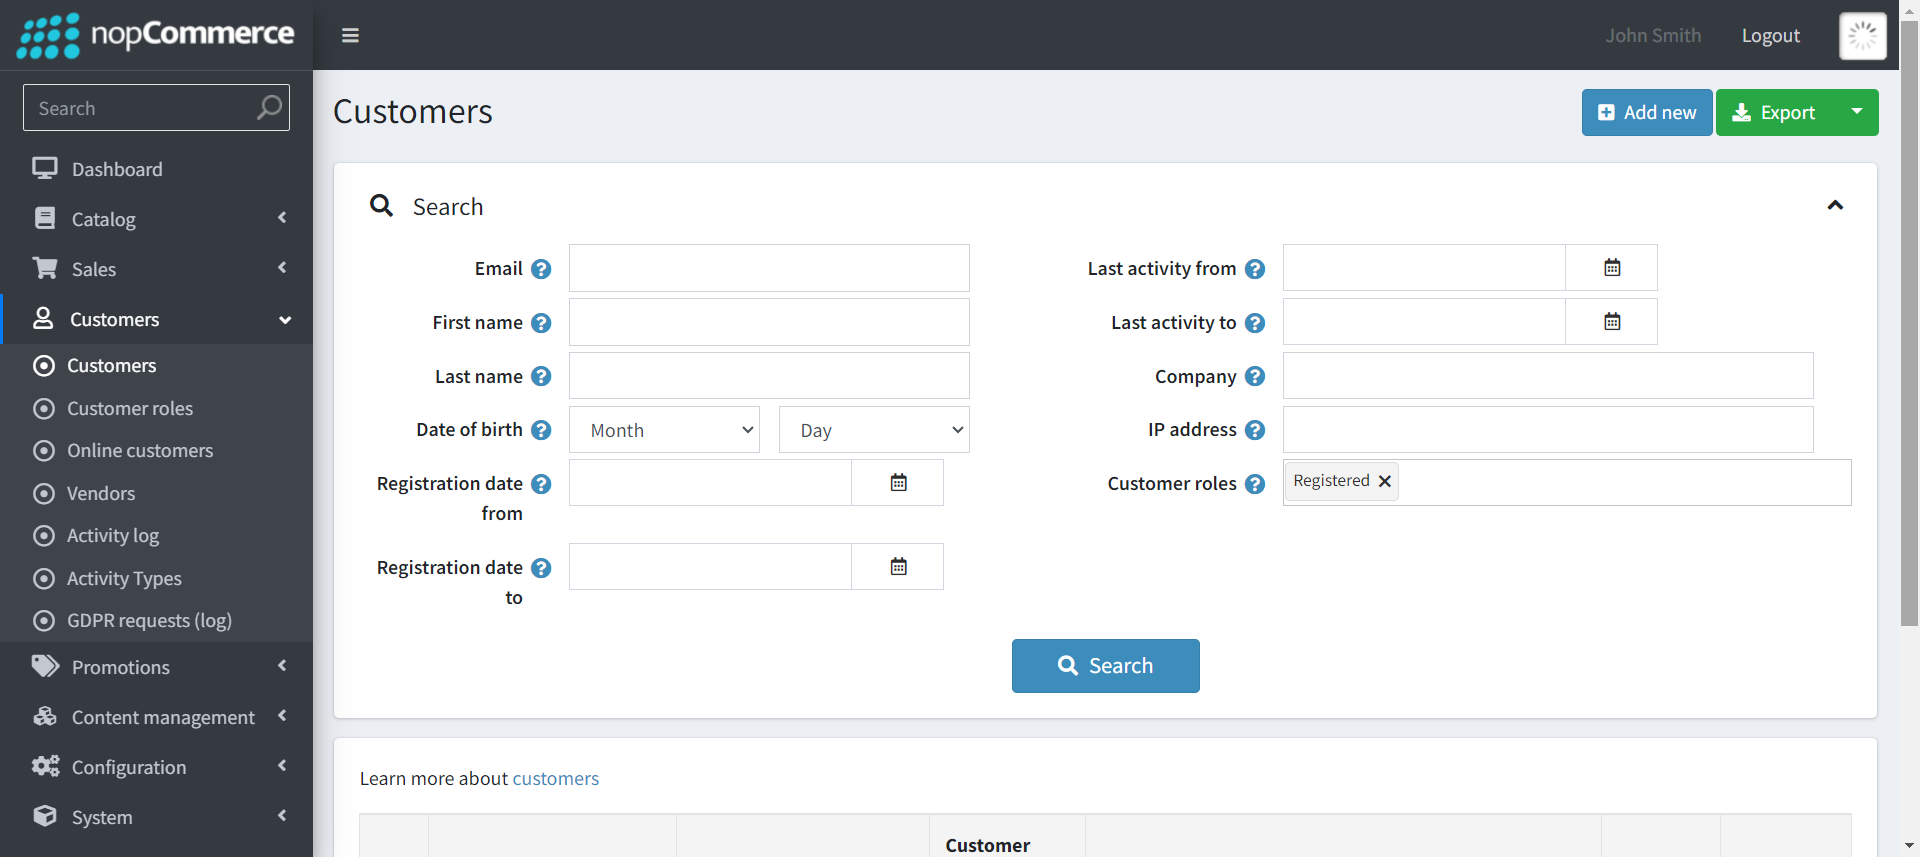 nopCommerce
John Smith
Logout
Search
Dashboard
Catalog
Sales
Customers
Customers
Customer roles
Online customers
Vendors
Activity log
Activity Types
GDPR requests (log)
Promotions
Content management
Configuration
System
Customers
Add new
Export
Search
Email
First name
Last name
Date of birth
Month
Day
Registration date
from
Registration date
to
Last activity from
Last activity to
Company
IP address
Customer roles
Registered
Search
Learn more about customers
Customer